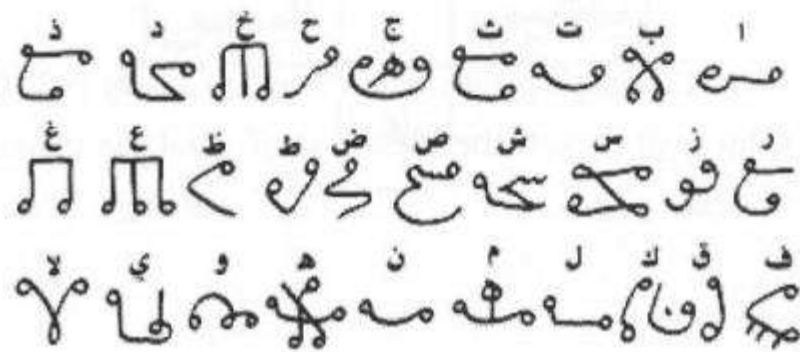 ا ب ت ث ج ح خ د ذ
ر ز س ش ص ض ط ظ ع غ
ف ق ك ل م ن ه و ي لا